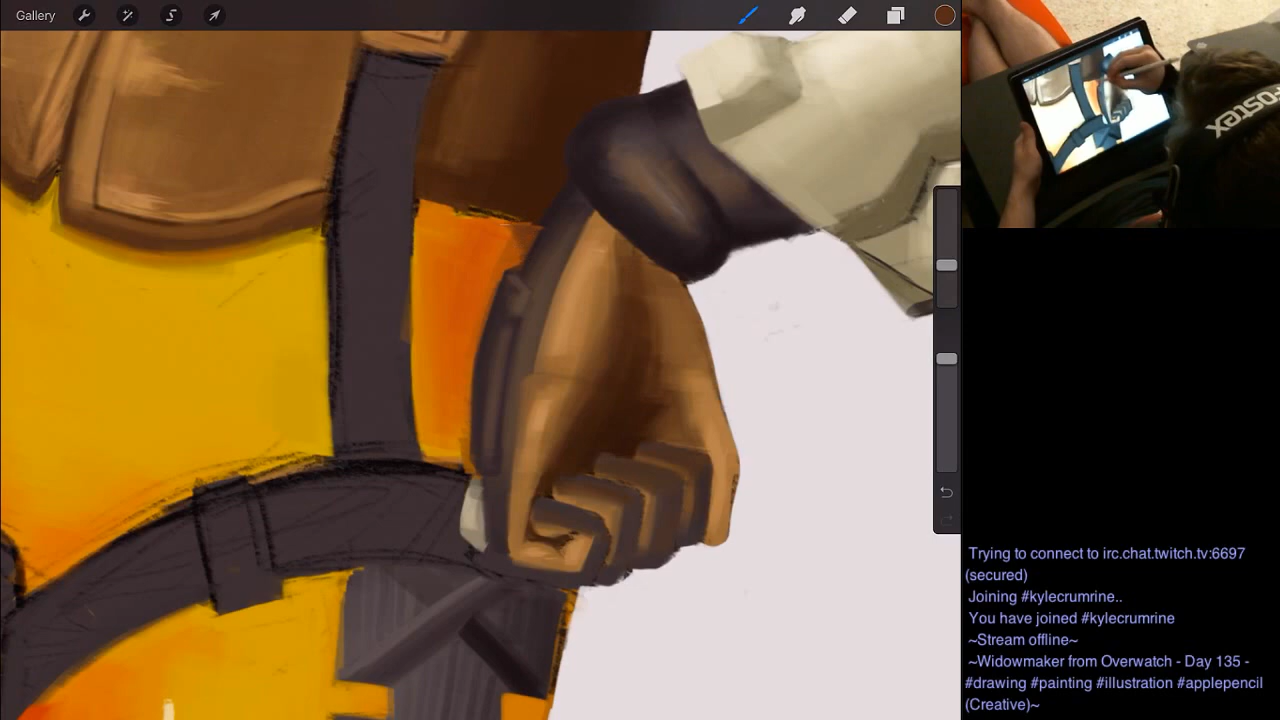 Gallery
Fostex
Trying to connect to irc.chat.twitch.tv:6697
(secured)
Joining #kylecrumrine..
You have joined #kylecrumrine
~Stream offline~
~Widowmaker from Overwatch - Day 135 -
#drawing #painting #illustration #applepencil
(Creative)~